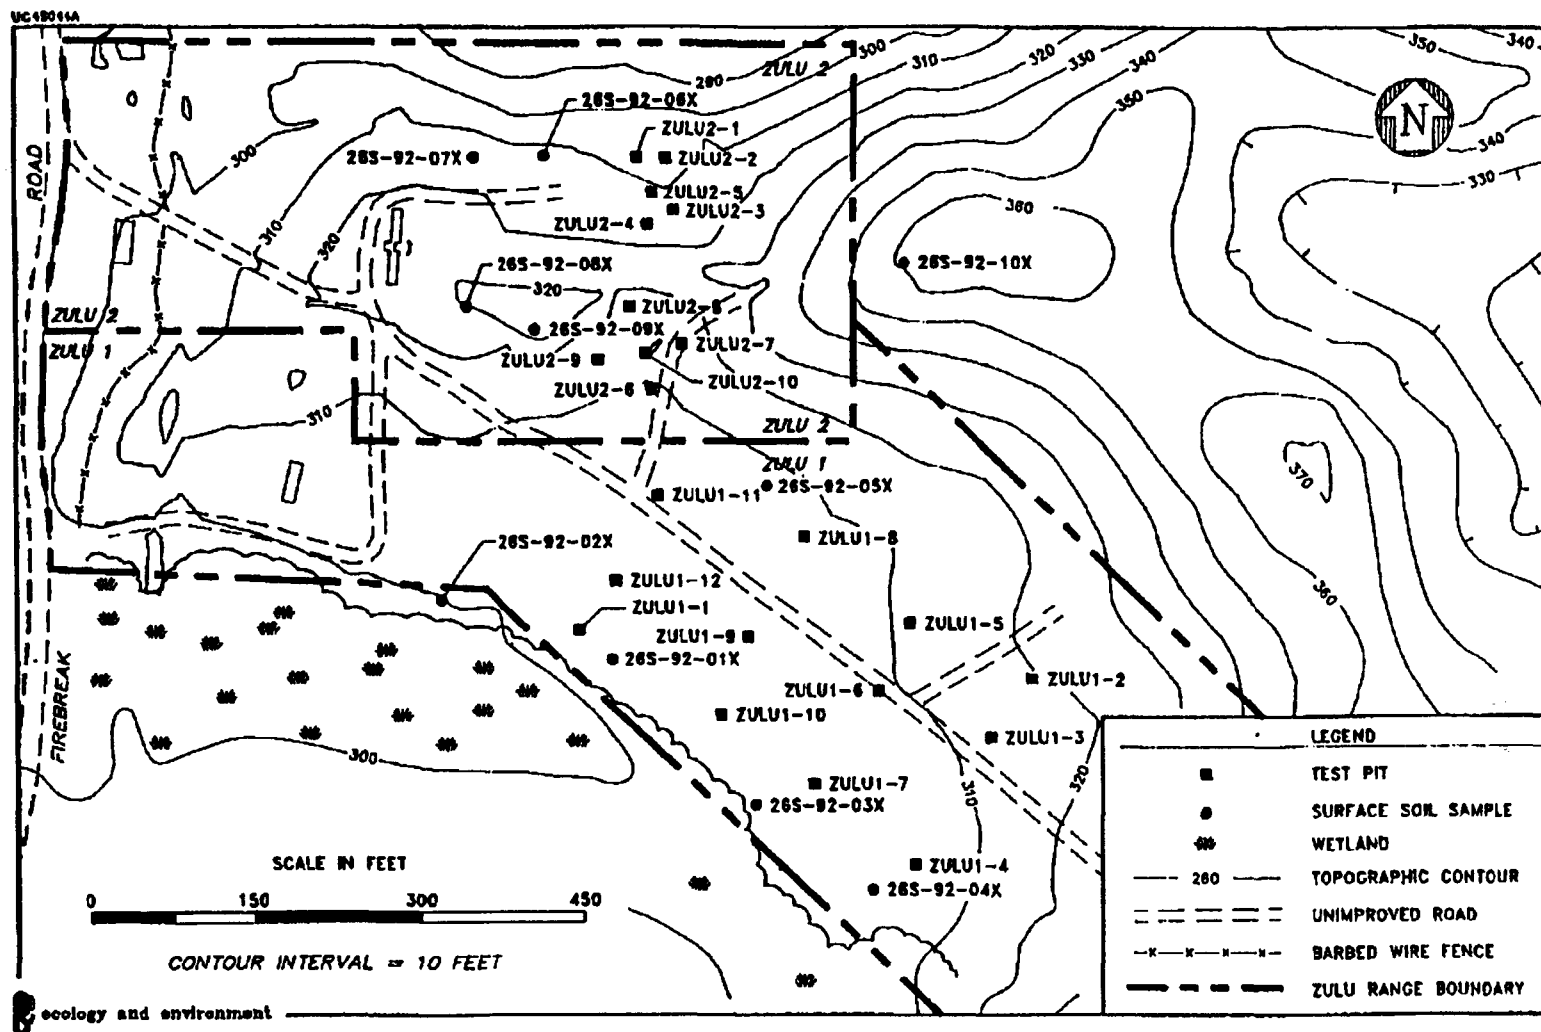 UC48041A
300
320
350
340
ZULU 2
280
310
330
340
26S-92-06X
350
ZULU2-1
N
ROAD
300
26S-92-07X
ZULU2-2
340
330
ZULU2-5
ZULU2-3
360
310
320
ZULU2-4
26S-92-08X
26S-92-10X
320
ZULU 2
ZULU2-8
26S-92-09X
ZULU 1
ZULU2-9
ZULU2-7
ZULU2-10
ZULU2-6
310
ZULU 2
ZULU 1
370
ZULU1-11
26S-92-05X
26S-92-02X
ZULU1-8
ZULU1-12
360
ZULU1-1
ZULU1-5
ZULU1-9
26S-92-01X
FIREBREAK
ZULU1-6
ZULU1-2
ZULU1-10
300
ZULU1-3
LEGEND
320
TEST PIT
ZULU1-7
310
26S-92-03X
SURFACE SOIL SAMPLE
WETLAND
SCALE IN FEET
ZULU1-4
260 TOPOGRAPHIC CONTOUR
0 150 300 450
26S-92-04X
UNIMPROVED ROAD
CONTOUR INTERVAL = 10 FEET
-x-x-x-x- BARBED WIRE FENCE
ZULU RANGE BOUNDARY
ecology and environment